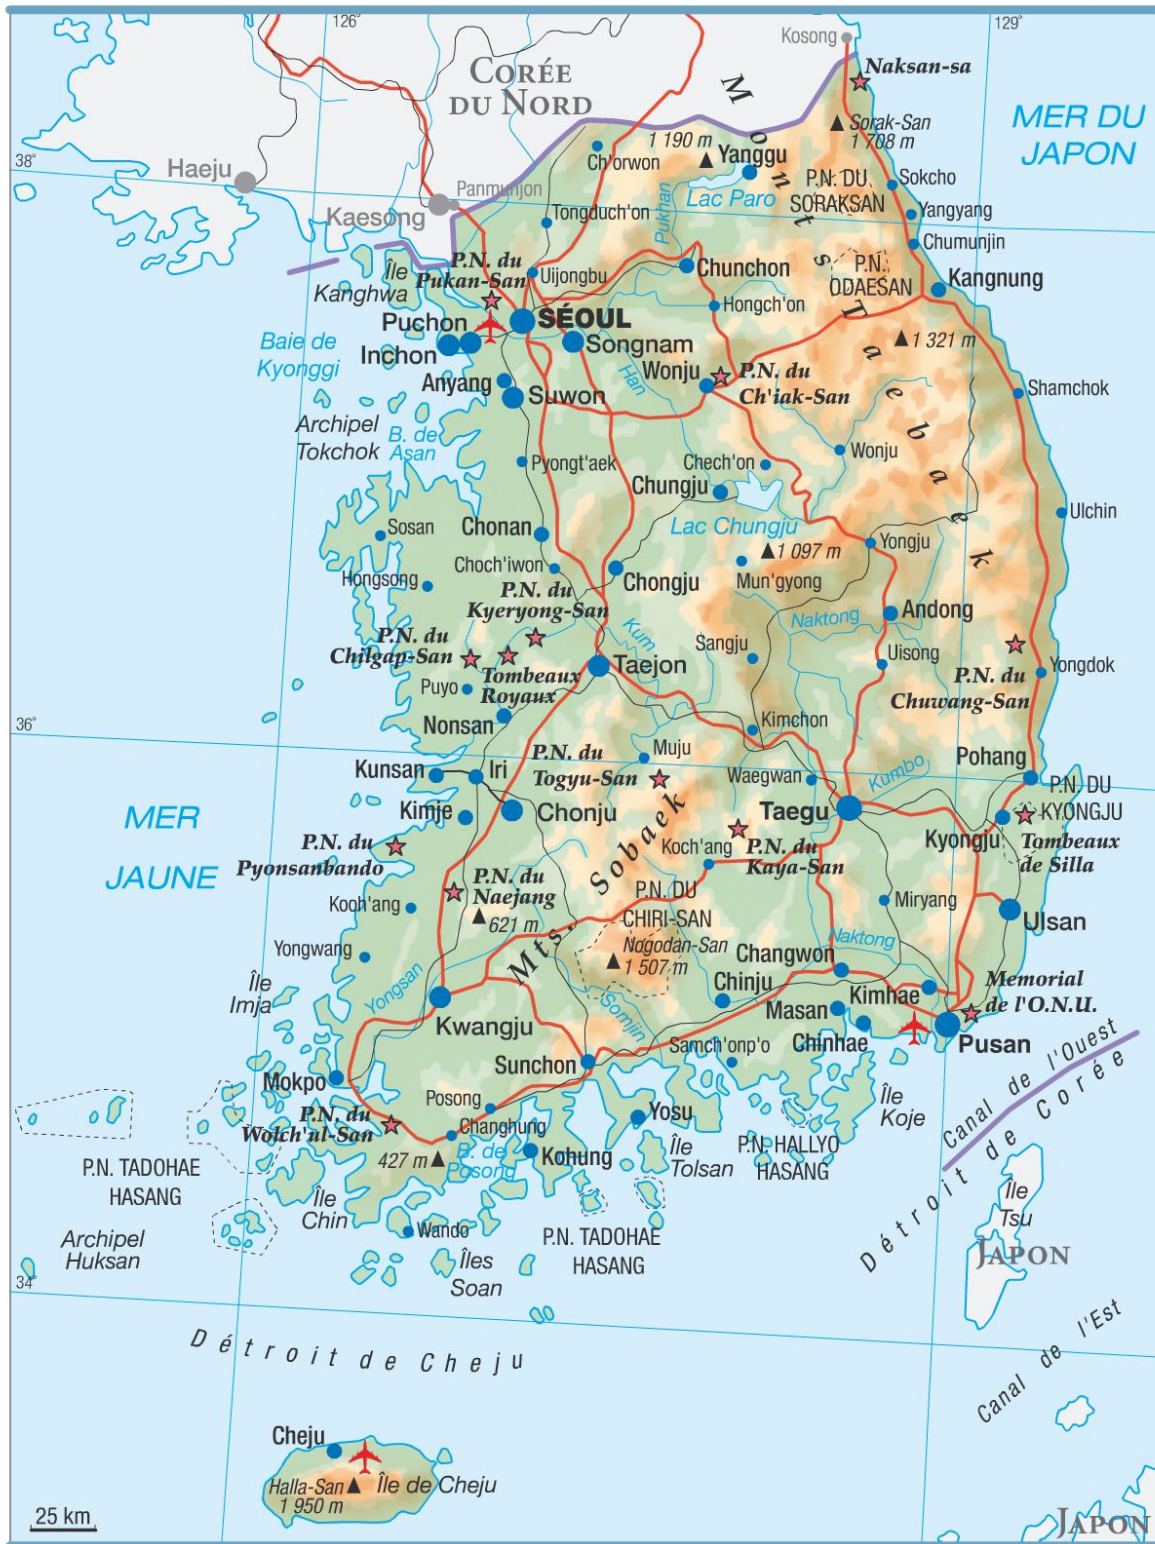 126°
129°
Kosong
CORÉE
DU NORD
Naksan-sa
MER DU
JAPON
Monts Taebaek
1 190 m
Sorak-San
1 708 m
Ch'orwon
Yanggu
38°
Haeju
Panmunjon
Kaesong
Lac Paro
P.N. DU
SORAKSAN
Sokcho
Tongduch'on
Pukhan
Yangyang
Chumunjin
Île
Kanghwa
P.N. du
Pukan-San
Uijongbu
Chunchon
P.N.
ODAESAN
Kangnung
Hongch'on
Puchon
SÉOUL
Inchon
Songnam
1 321 m
Baie de
Kyonggi
Anyang
Suwon
Han
Wonju
P.N. du
Ch'iak-San
Shamchok
Archipel
Tokchok
B. de
Asan
Pyongt'aek
Chech'on
Wonju
Chungju
Ulchin
Sosan
Chonan
Lac Chungju
1 097 m
Yongju
Hongsong
Choch'iwon
Chongju
Mun'gyong
P.N. du
Kyeryong-San
Andong
Naktong
P.N. du
Chilgap-San
Kum
Sangju
Uisong
Tombeaux
Royaux
Taejon
Yongdok
P.N. du
Chuwang-San
Puyo
Nonsan
Kimchon
36°
P.N. du
Togyu-San
Muju
Pohang
Kunsan
Iri
Waegwan
Kumbo
P.N. DU
KYONGJU
Kimje
Chonju
Taegu
Kyongju
Tombeaux
de Silla
MER
JAUNE
P.N. du
Pyonsanbando
Mts. Sobaek
Koch'ang
P.N. du
Kaya-San
P.N. du
Naejang
621 m
P.N. DU
CHIRI-SAN
Kooh'ang
Miryang
Ulsan
Yongwang
Nogodan-San
1 507 m
Changwon
Naktong
Île
Imja
Yongsan
Chinju
Kimhae
Memorial
de l'O.N.U.
Kwangju
Somjin
Masan
Chinhae
Pusan
Sunchon
Samch'onp'o
Mokpo
Canal de l'Ouest
Détroit de Corée
P.N. du
Wolch'ul-San
Posong
Changhung
Yosu
Île
Koje
427 m
B. de
Posong
Kohung
Île
Tolsan
P.N. HALLYO
HASANG
P.N. TADOHAE
HASANG
Île
Chin
Île
Tsu
Archipel
Huksan
Wando
P.N. TADOHAE
HASANG
JAPON
Îles
Soan
34°
Détroit de Cheju
Canal de l'Est
Cheju
Halla-San
1 950 m
Île de Cheju
25 km
JAPON